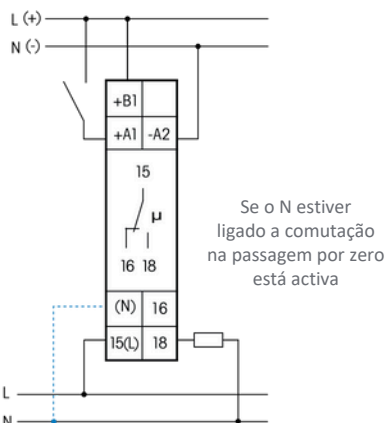 L (+)
N (-)
+B1
+A1 -A2
15
µ
16 18
Se o N estiver
ligado a comutação
na passagem por zero
está activa
(N) 16
15(L) 18
L
N